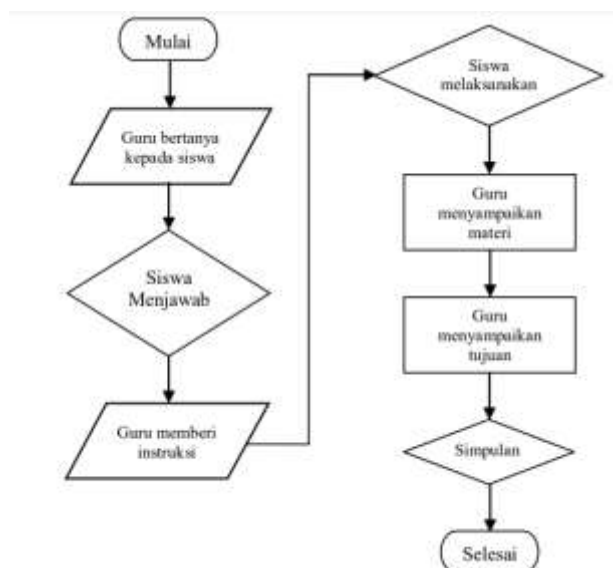 Mulai
Guru bertanya
kepada siswa
Siswa
Menjawab
Guru memberi
instruksi
Siswa
melaksanakan
Guru
menyampaikan
materi
Guru
menyampaikan
tujuan
Simpulan
Selesai